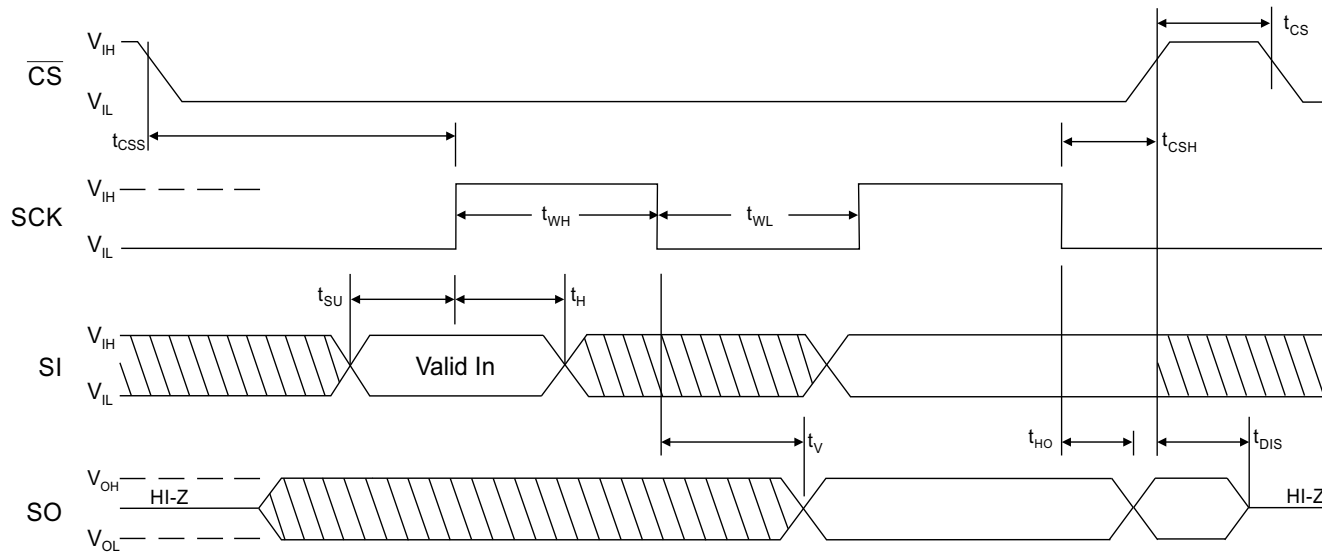 V_IH
t_CS
C̅S̅
V_IL
t_CSS
t_CSH
V_IH
SCK
t_WH
t_WL
V_IL
t_SU
t_H
V_IH
SI
Valid In
V_IL
t_V
t_HO
t_DIS
V_OH
HI-Z
HI-Z
SO
V_OL